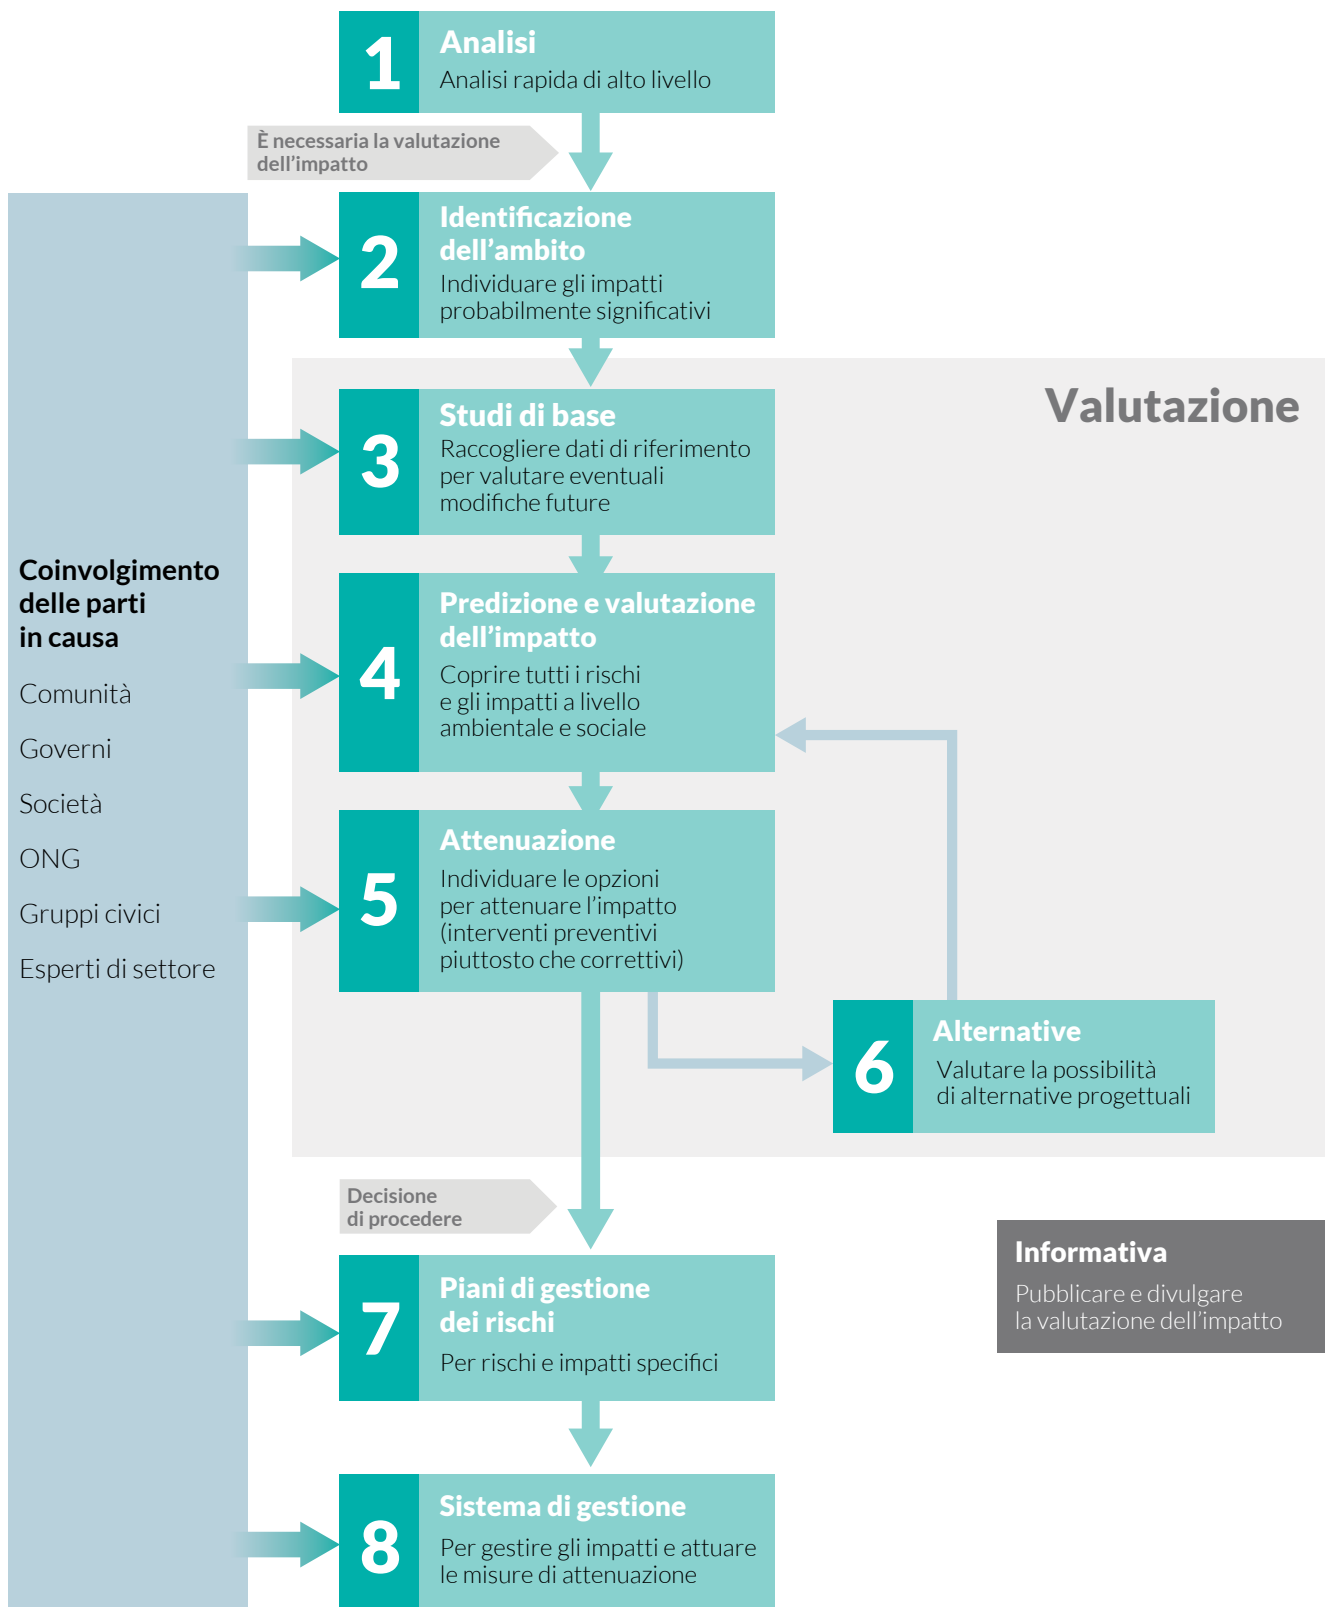 1
Analisi
Analisi rapida di alto livello
È necessaria la valutazione
dell’impatto
2
Identificazione
dell’ambito
Individuare gli impatti
probabilmente significativi
Valutazione
3
Studi di base
Raccogliere dati di riferimento
per valutare eventuali
modifiche future
Coinvolgimento
delle parti
in causa
Comunità
Governi
Società
ONG
Gruppi civici
Esperti di settore
4
Predizione e valutazione
dell’impatto
Coprire tutti i rischi
e gli impatti a livello
ambientale e sociale
5
Attenuazione
Individuare le opzioni
per attenuare l’impatto
(interventi preventivi
piuttosto che correttivi)
6
Alternative
Valutare la possibilità
di alternative progettuali
Decisione
di procedere
Informativa
Pubblicare e divulgare
la valutazione dell’impatto
7
Piani di gestione
dei rischi
Per rischi e impatti specifici
8
Sistema di gestione
Per gestire gli impatti e attuare
le misure di attenuazione